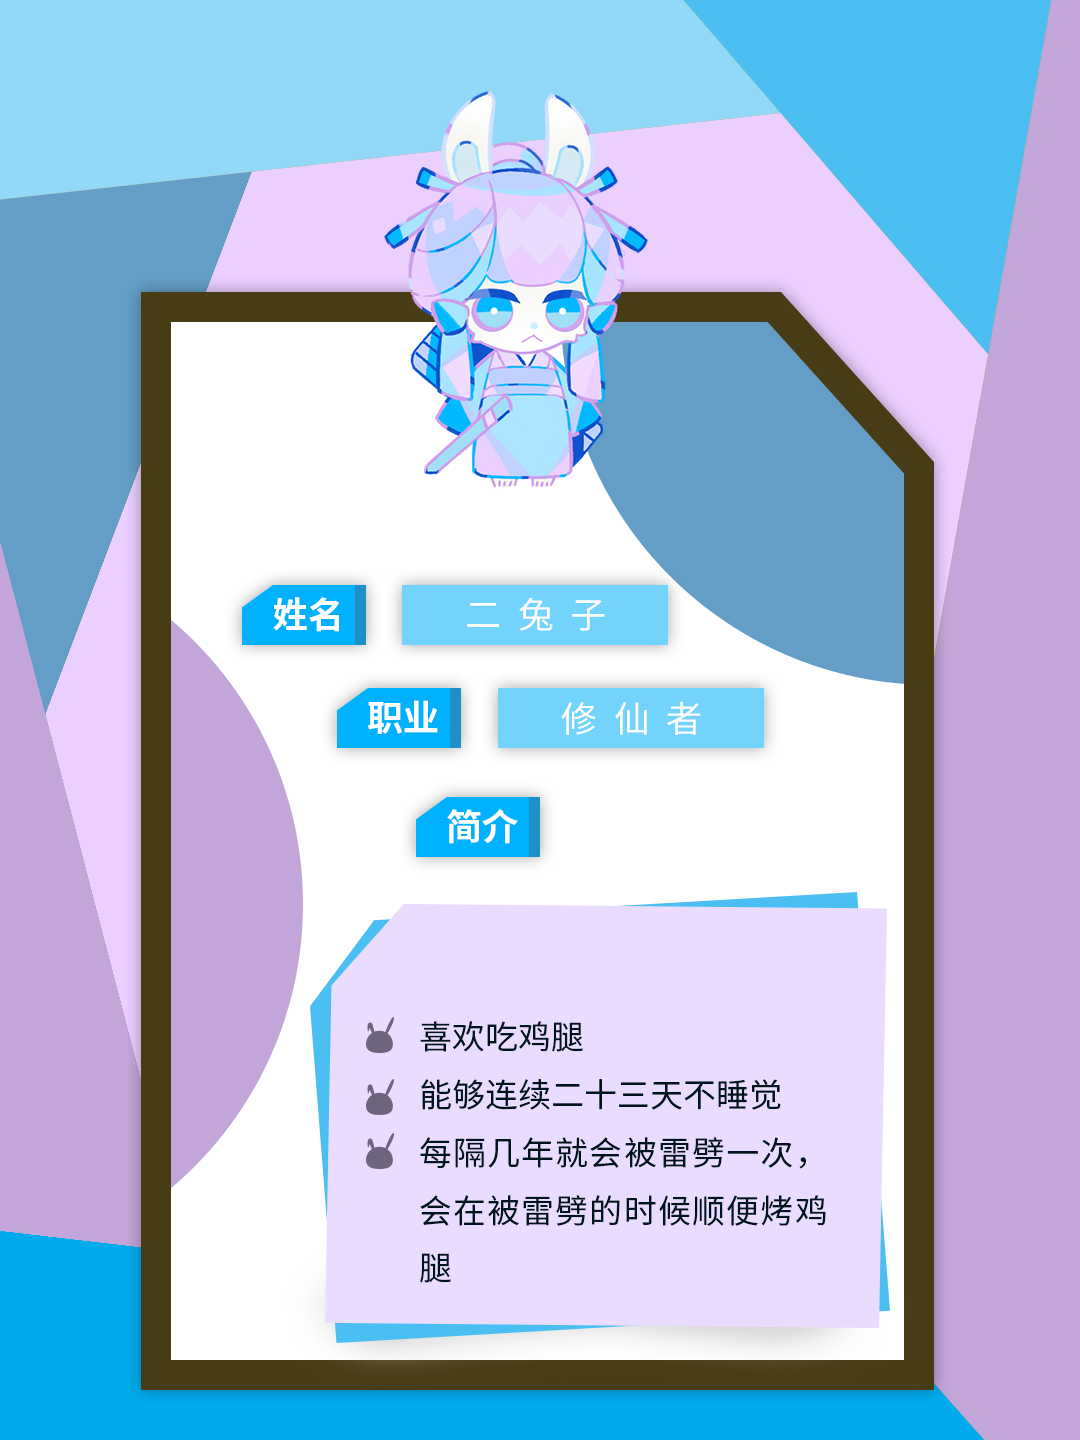 姓名 二兔子
职业 修仙者
简介
喜欢吃鸡腿
能够连续二十三天不睡觉
每隔几年就会被雷劈一次，
会在被雷劈的时候顺便烤鸡
腿